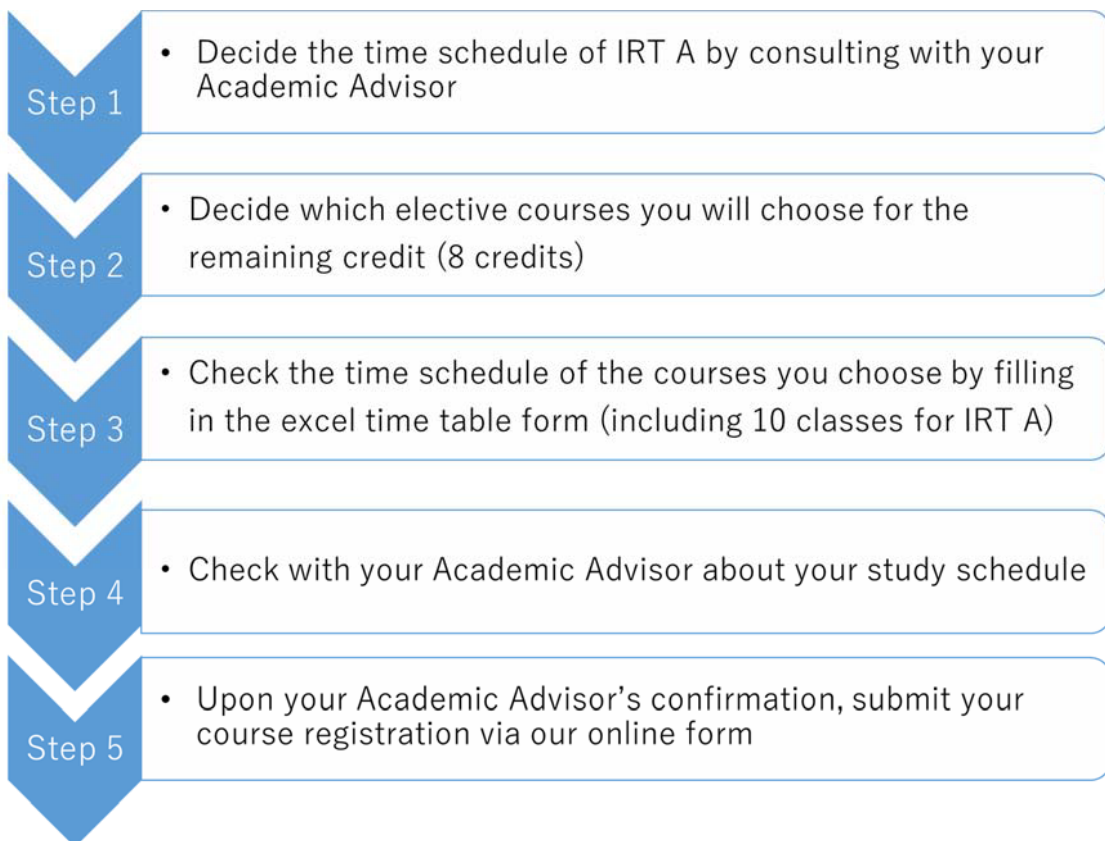 Step 1
• Decide the time schedule of IRT A by consulting with your
Academic Advisor
Step 2
• Decide which elective courses you will choose for the
remaining credit (8 credits)
Step 3
• Check the time schedule of the courses you choose by filling
in the excel time table form (including 10 classes for IRT A)
Step 4
• Check with your Academic Advisor about your study schedule
Step 5
• Upon your Academic Advisor’s confirmation, submit your
course registration via our online form